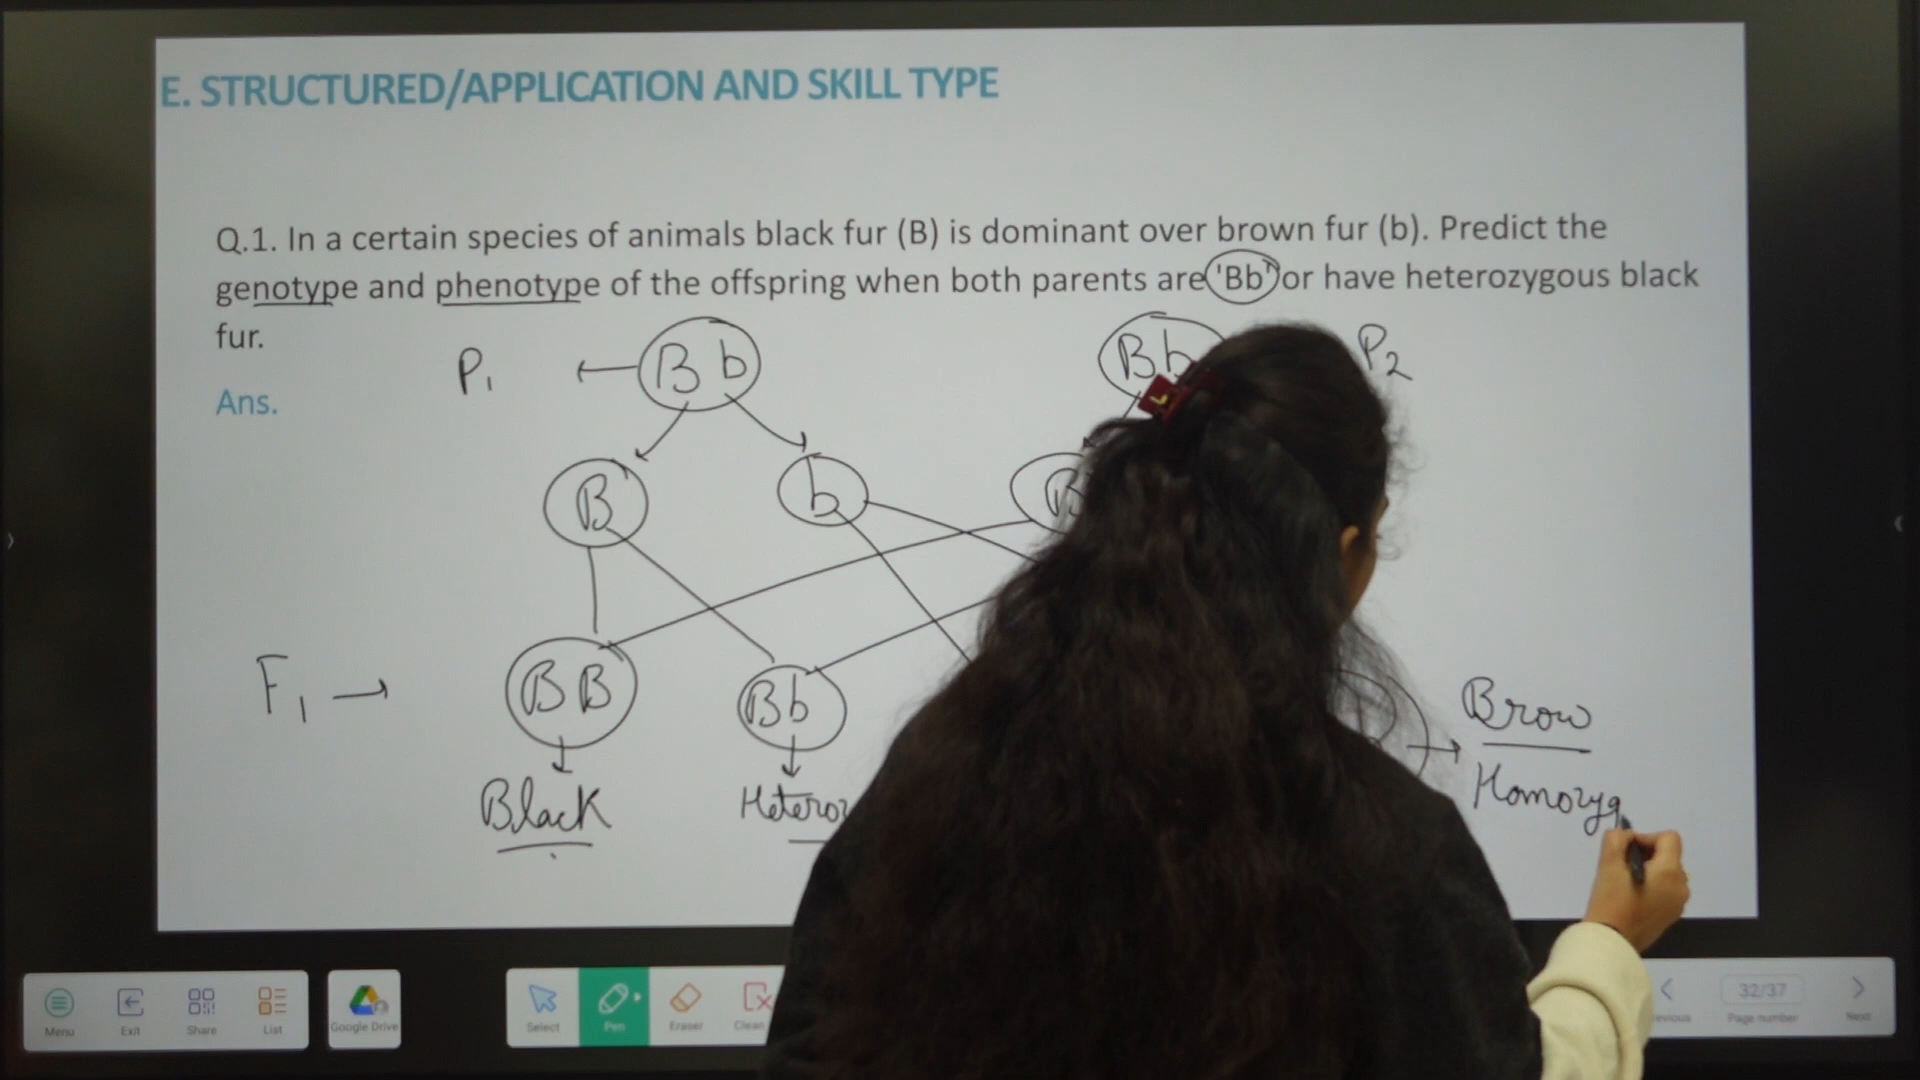 E. STRUCTURED/APPLICATION AND SKILL TYPE
Q.1. In a certain species of animals black fur (B) is dominant over brown fur (b). Predict the
genotype and phenotype of the offspring when both parents are 'Bb' or have heterozygous black
fur.
Ans.
P1 Bb Bb P2
B b B
F1 BB Bb
Brow
Black Heteroz Homozyg
Menu Exit Share List Google Drive Select Pen Eraser Clean
32/37
evious Page number Next